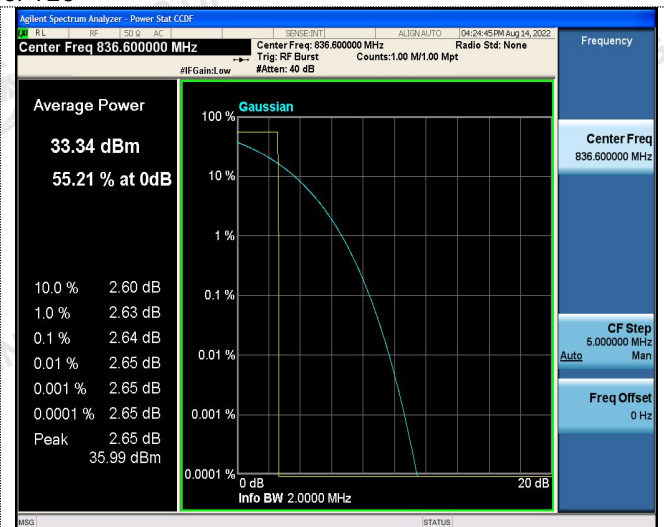 Agilent Spectrum Analyzer - Power Stat CCDF
LXI RL RF 50 Ω AC SENSE:INT ALIGN AUTO 04:24:45 PM Aug 14, 2022
Center Freq 836.600000 MHz Center Freq: 836.600000 MHz Radio Std: None
Trig: RF Burst Counts:1.00 M/1.00 Mpt
#IFGain:Low #Atten: 40 dB
Frequency
Average Power
33.34 dBm
55.21 % at 0dB
10.0 % 2.60 dB
1.0 % 2.63 dB
0.1 % 2.64 dB
0.01 % 2.65 dB
0.001 % 2.65 dB
0.0001 % 2.65 dB
Peak 2.65 dB
35.99 dBm
Gaussian
100 %
10 %
1 %
0.1 %
0.01 %
0.001 %
0.0001 %
0 dB 20 dB
Info BW 2.0000 MHz
Center Freq
836.600000 MHz
CF Step
5.000000 MHz
Auto Man
Freq Offset
0 Hz
MSG STATUS